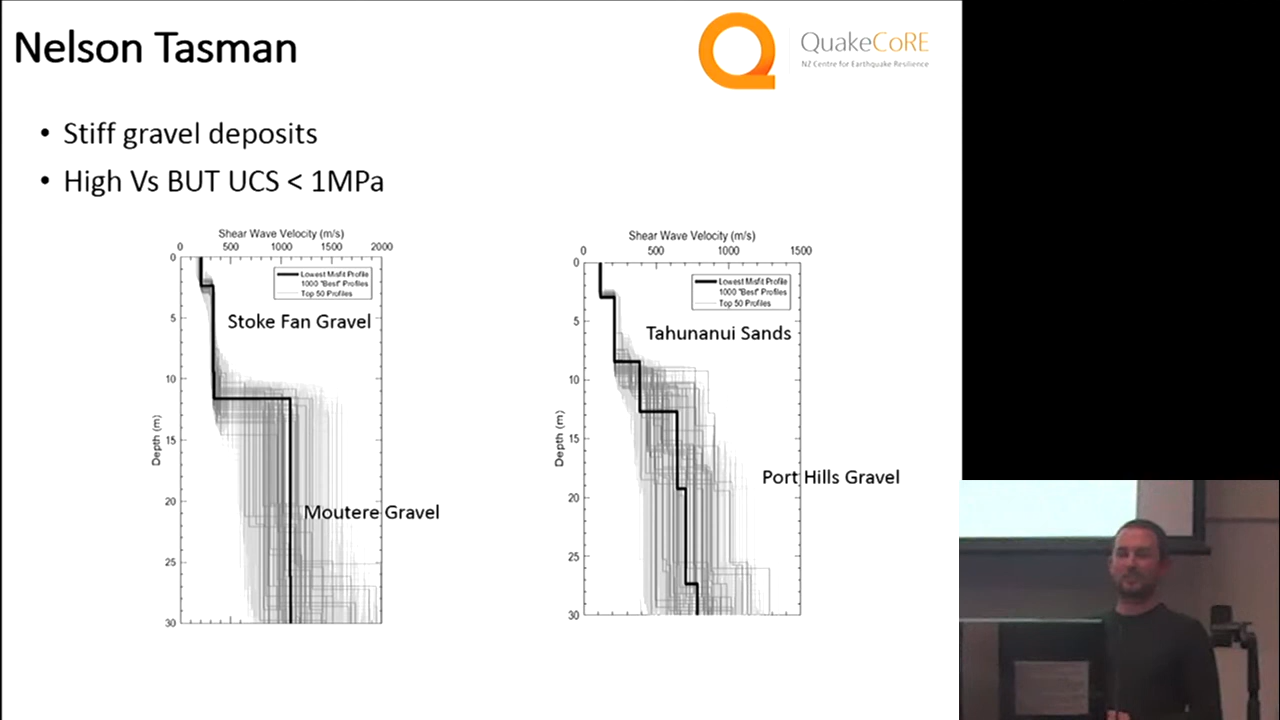 Nelson Tasman
QuakeCoRE
NZ Centre for Earthquake Resilience
• Stiff gravel deposits
• High Vs BUT UCS < 1MPa
Shear Wave Velocity (m/s)
0 500 1000 1500 2000
0
5
10
15
20
25
30
Depth (m)
Lowest Misfit Profile
1000 "Best" Profiles
Top 50 Profiles
Stoke Fan Gravel
Moutere Gravel
Shear Wave Velocity (m/s)
0 500 1000 1500
0
5
10
15
20
25
30
Depth (m)
Lowest Misfit Profile
1000 "Best" Profiles
Top 50 Profiles
Tahunanui Sands
Port Hills Gravel